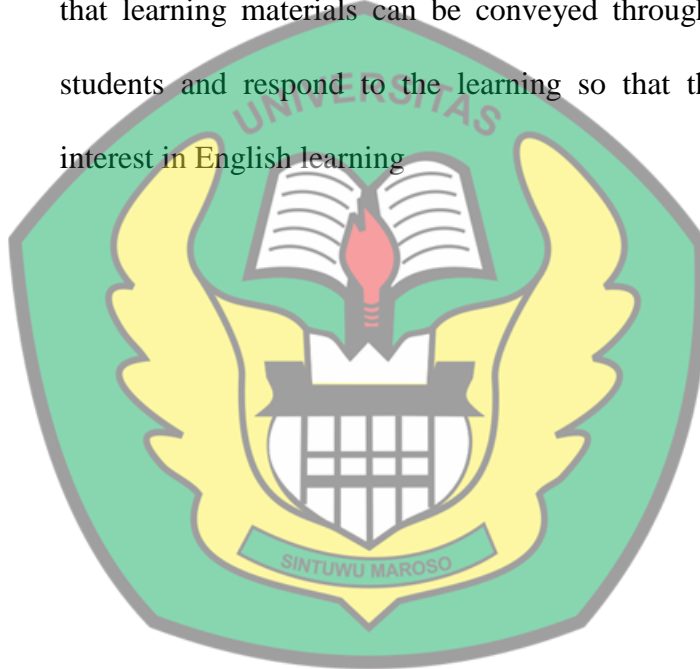 that learning materials can be conveyed through
students and respond to the learning so that th
UNIVERSITAS
interest in English learning
SINTUWU MAROSO